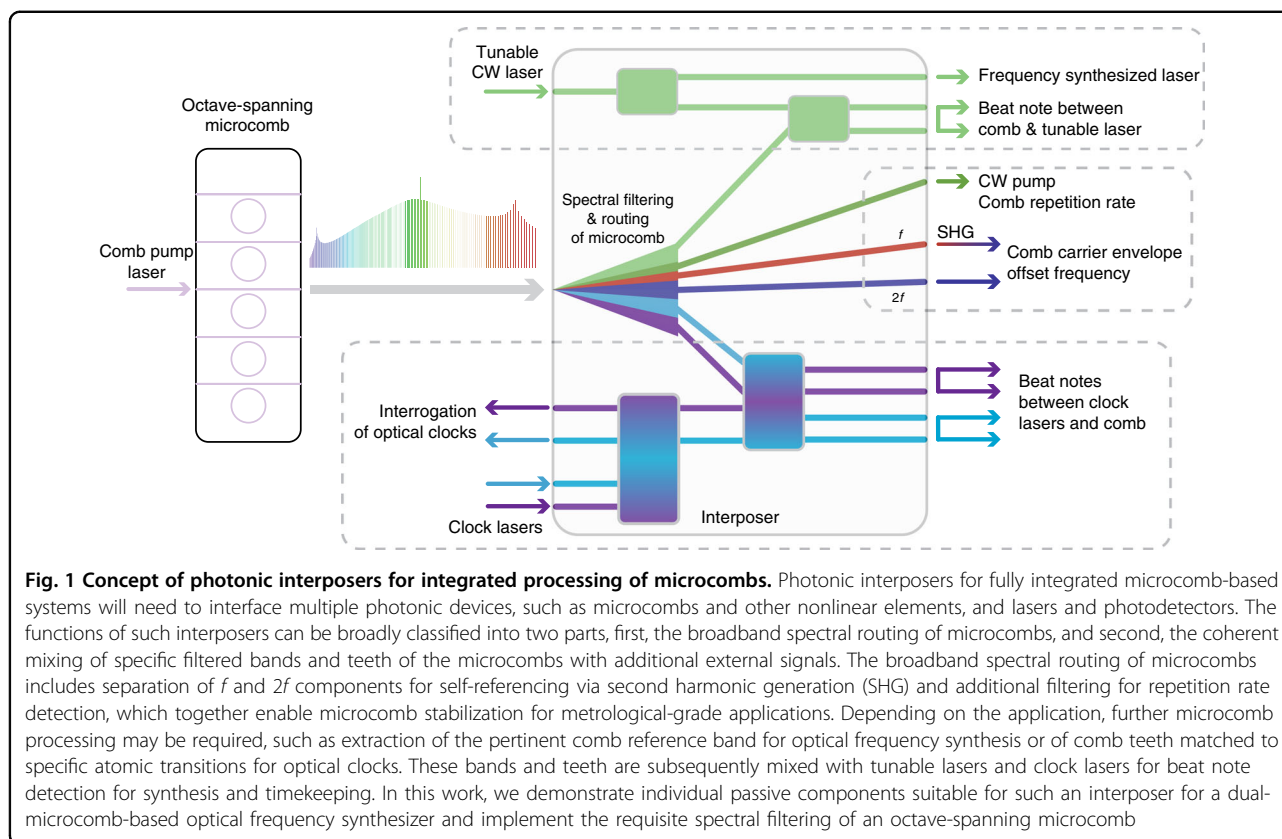 Tunable
CW laser
Frequency synthesized laser
Octave-spanning
microcomb
Beat note between
comb & tunable laser
Spectral filtering
& routing
of microcomb
CW pump
Comb repetition rate
f
SHG
Comb pump
laser
Comb carrier envelope
offset frequency
2f
Interrogation
of optical clocks
Beat notes
between clock
lasers and comb
Clock lasers
Interposer
Fig. 1 Concept of photonic interposers for integrated processing of microcombs. Photonic interposers for fully integrated microcomb-based
systems will need to interface multiple photonic devices, such as microcombs and other nonlinear elements, and lasers and photodetectors. The
functions of such interposers can be broadly classified into two parts, first, the broadband spectral routing of microcombs, and second, the coherent
mixing of specific filtered bands and teeth of the microcombs with additional external signals. The broadband spectral routing of microcombs
includes separation of f and 2f components for self-referencing via second harmonic generation (SHG) and additional filtering for repetition rate
detection, which together enable microcomb stabilization for metrological-grade applications. Depending on the application, further microcomb
processing may be required, such as extraction of the pertinent comb reference band for optical frequency synthesis or of comb teeth matched to
specific atomic transitions for optical clocks. These bands and teeth are subsequently mixed with tunable lasers and clock lasers for beat note
detection for synthesis and timekeeping. In this work, we demonstrate individual passive components suitable for such an interposer for a dual-
microcomb-based optical frequency synthesizer and implement the requisite spectral filtering of an octave-spanning microcomb